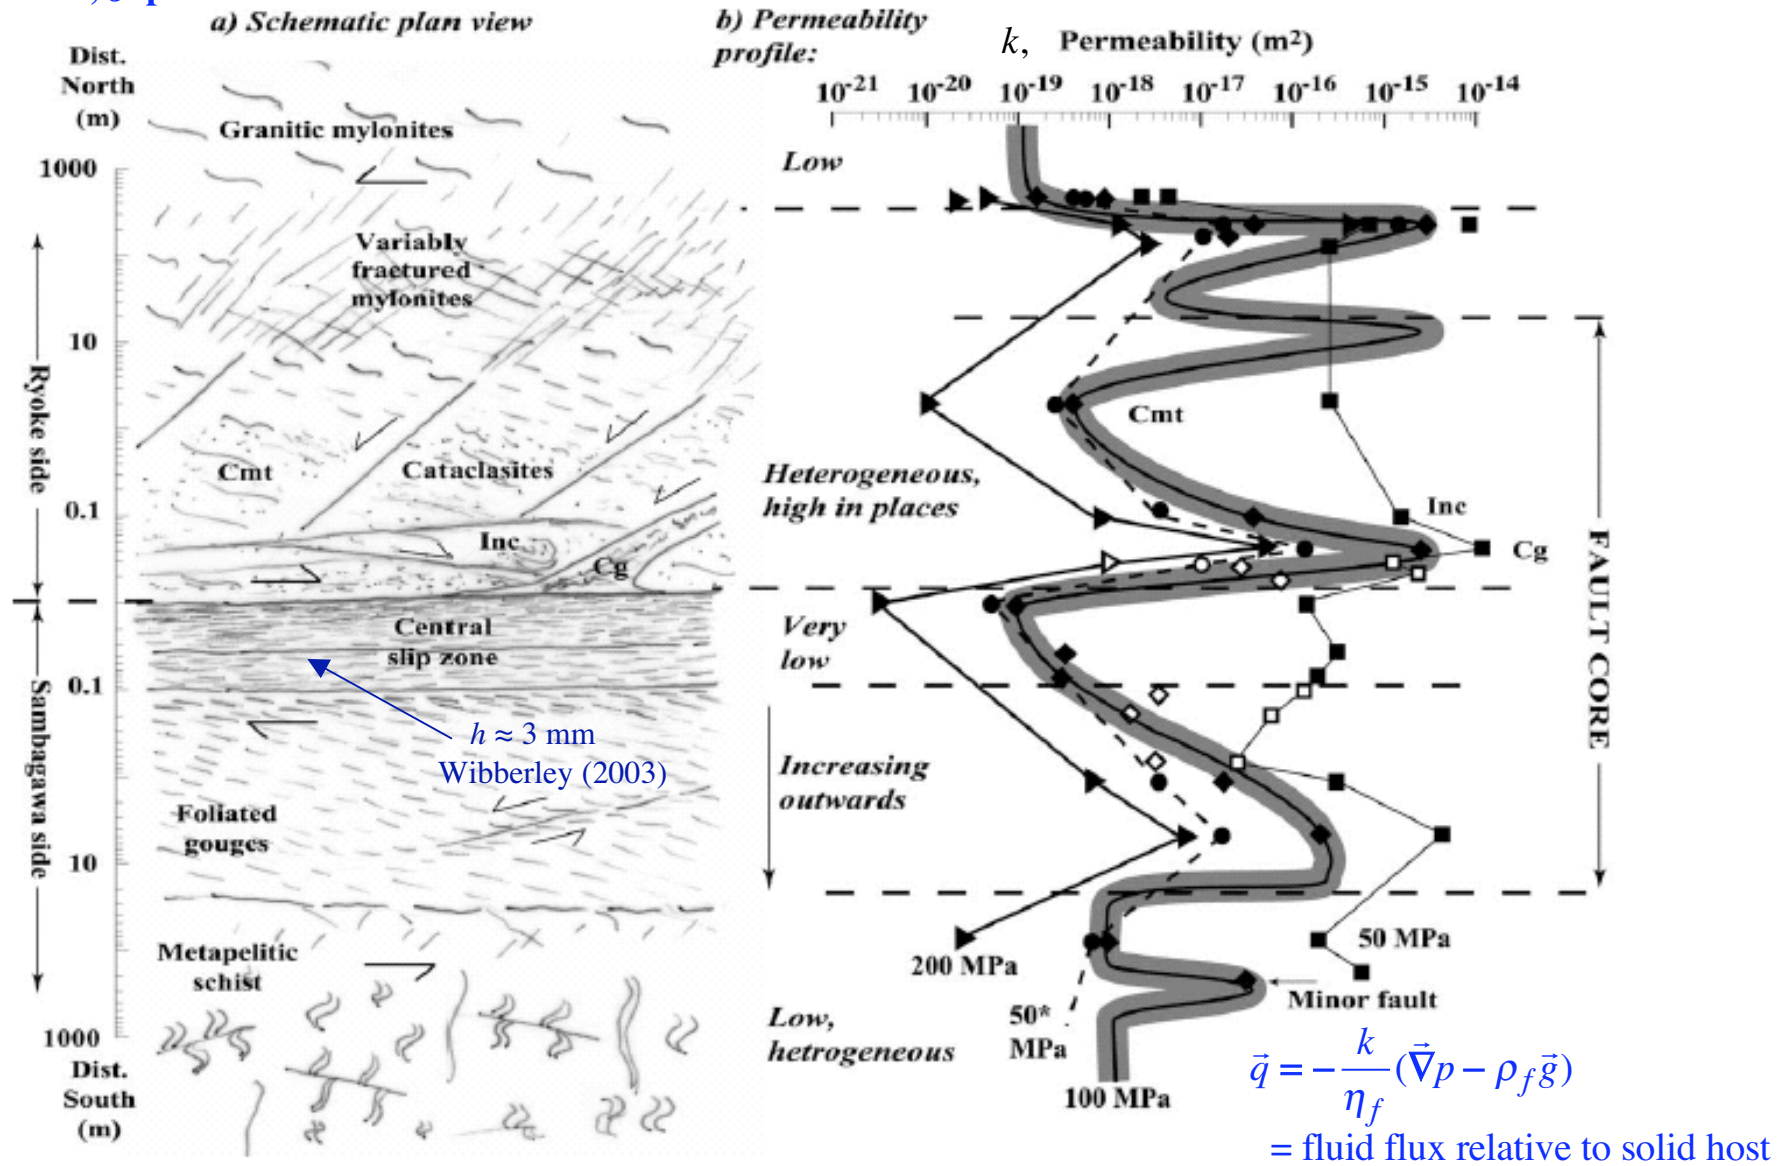 a) Schematic plan view
b) Permeability
profile:
k, Permeability (m2)
10-21 10-20 10-19 10-18 10-17 10-16 10-15 10-14
Dist.
North
(m)
1000
10
0.1
0.1
10
1000
Dist.
South
(m)
Ryoke side
Sambagawa side
Granitic mylonites
Variably
fractured
mylonites
Cmt
Cataclasites
Inc
Cg
Central
slip zone
h ≈ 3 mm
Wibberley (2003)
Foliated
gouges
Metapelitic
schist
Low
Heterogeneous,
high in places
Very
low
Increasing
outwards
Low,
hetrogeneous
Cmt
Inc
Cg
FAULT CORE
200 MPa
50*
MPa
100 MPa
50 MPa
Minor fault
q⃗ = −k/ηf (∇⃗p − ρf g⃗)
= fluid flux relative to solid host